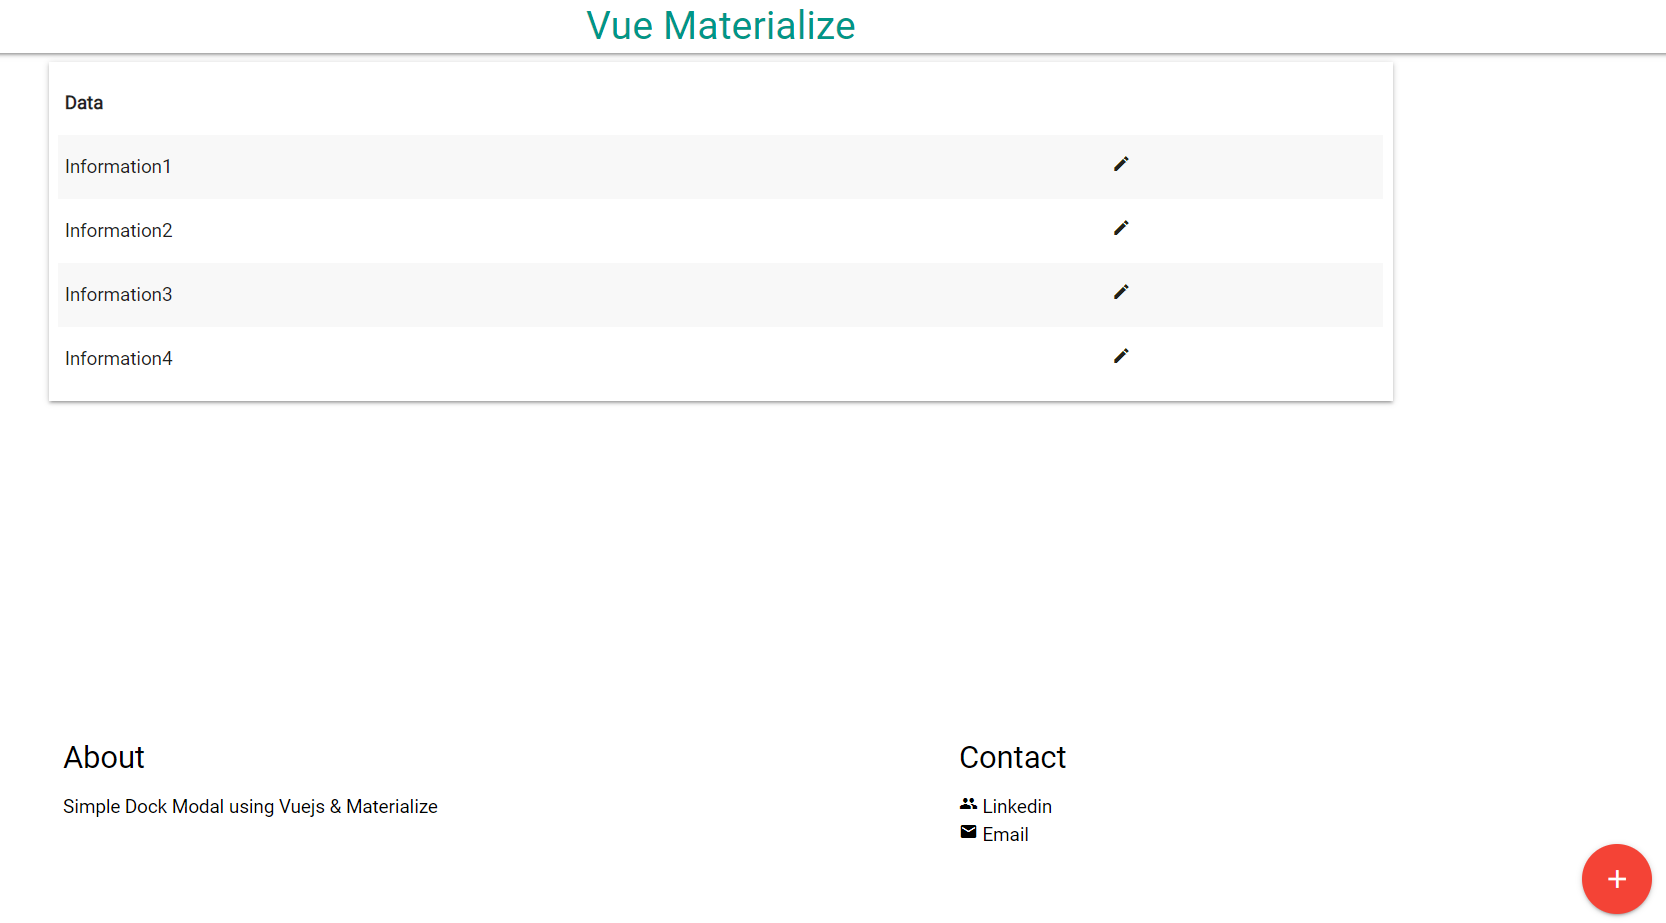 Vue Materialize
Data
Information1
Information2
Information3
Information4
About
Simple Dock Modal using Vuejs & Materialize
Contact
Linkedin
Email
+